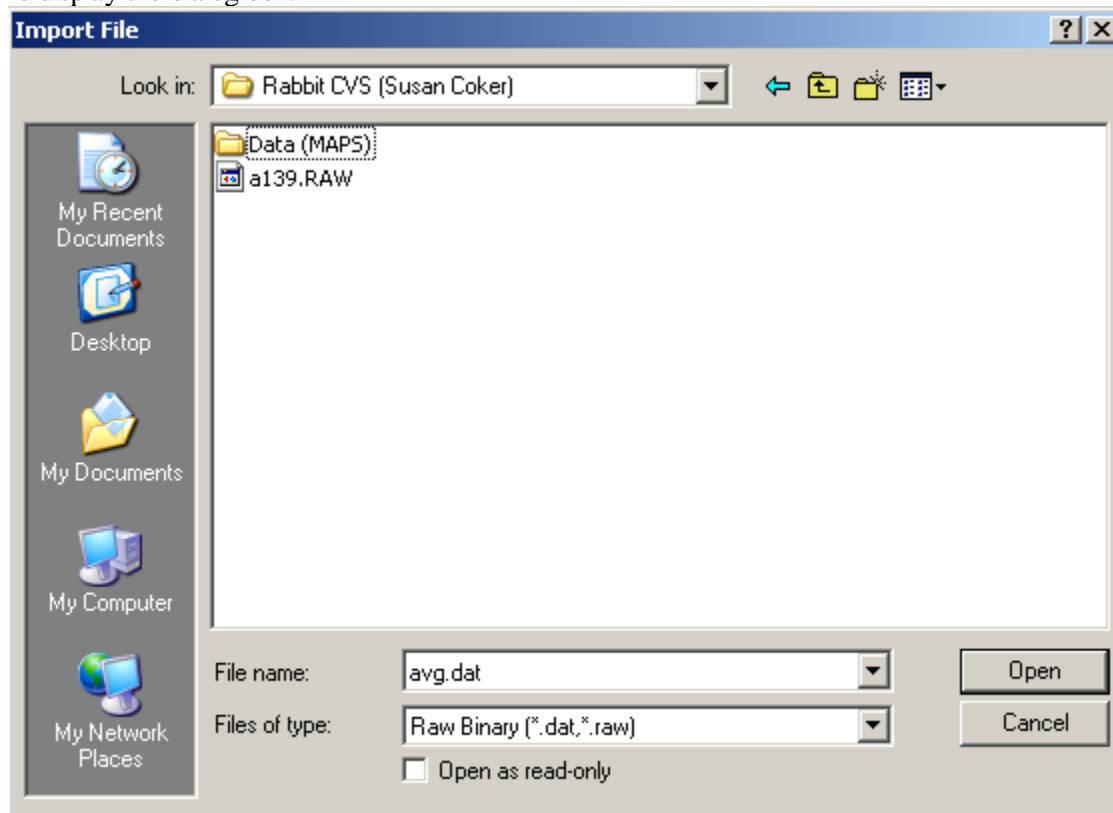 Import File
Look in:
Rabbit CVS (Susan Coker)
Data (MAPS)
a139.RAW
My Recent
Documents
Desktop
My Documents
My Computer
My Network
Places
File name:
avg.dat
Open
Files of type:
Raw Binary (*.dat,*.raw)
Cancel
Open as read-only